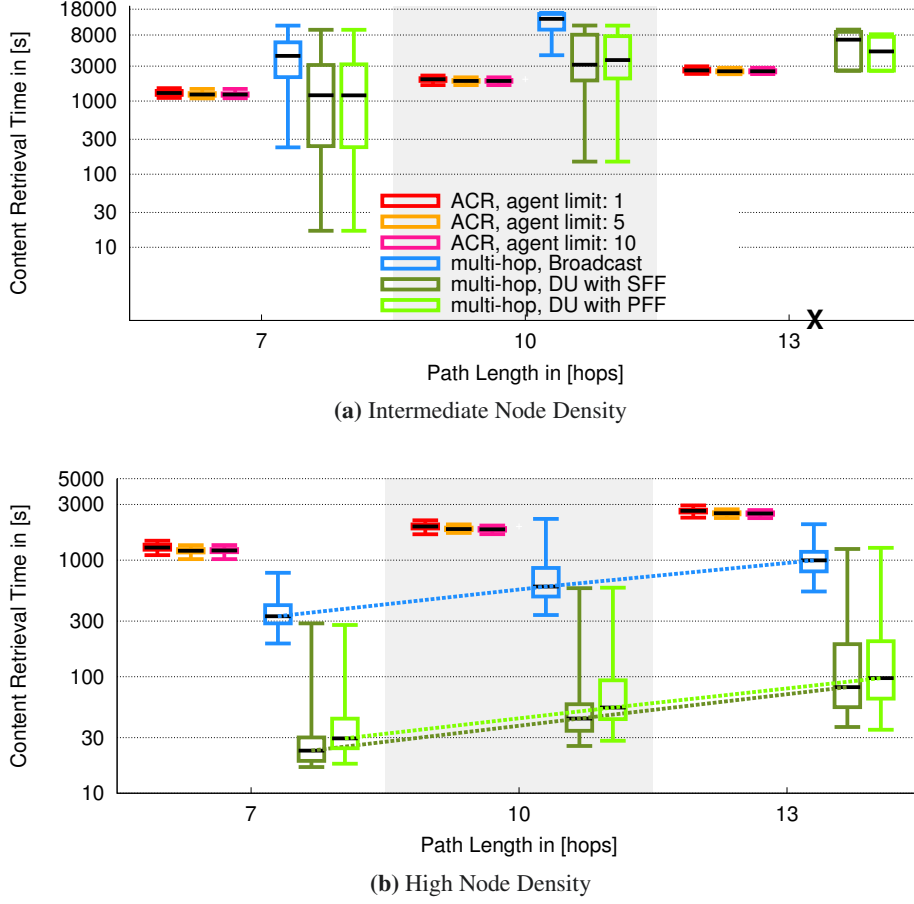 Content Retrieval Time in [s]
18000
8000
3000
1000
300
100
30
10
ACR, agent limit: 1
ACR, agent limit: 5
ACR, agent limit: 10
multi-hop, Broadcast
multi-hop, DU with SFF
multi-hop, DU with PFF
X
7 10 13
Path Length in [hops]
(a) Intermediate Node Density
Content Retrieval Time in [s]
5000
3000
1000
300
100
30
10
7 10 13
Path Length in [hops]
(b) High Node Density